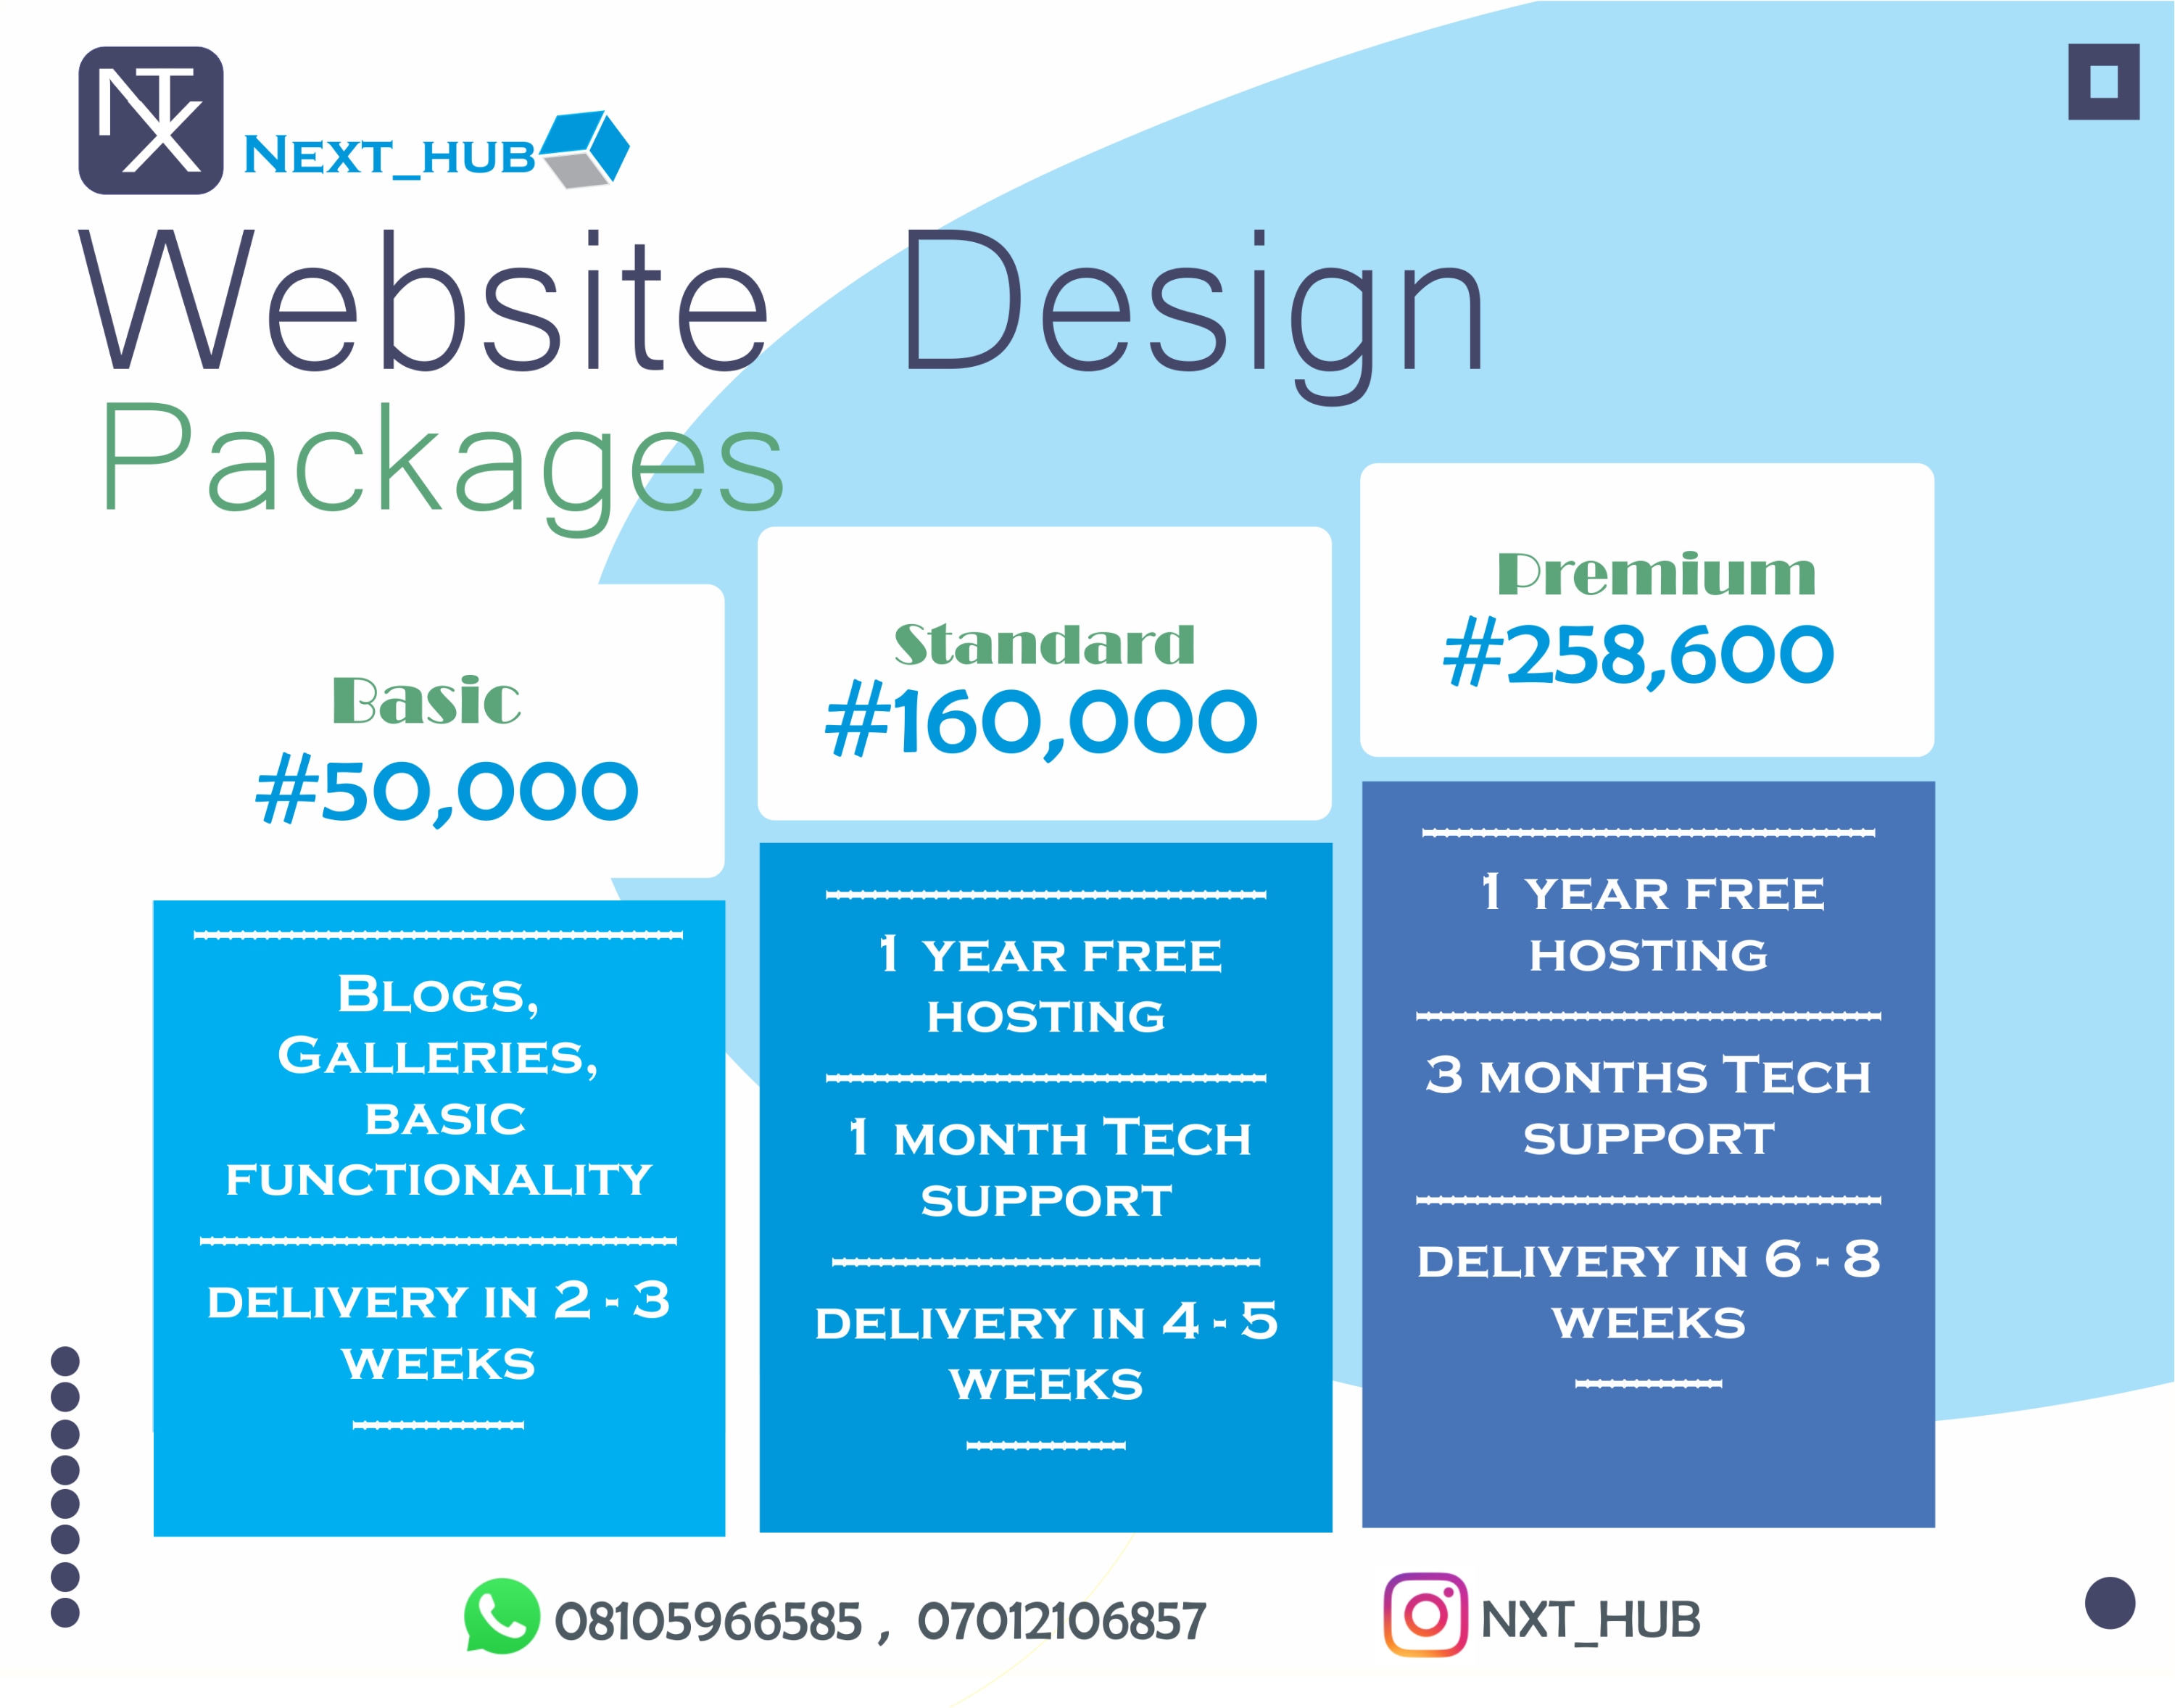 NTX
Next_hub
Website Design
Packages
Basic
#50,000
Blogs,
Galleries,
basic
functionality
delivery in 2 - 3
weeks
Standard
#160,000
1 year free
hosting
1 month Tech
support
delivery in 4 - 5
weeks
Premium
#258,600
1 year free
hosting
3 months Tech
support
delivery in 6 - 8
weeks
08105966585 , 07012106857
NXT_HUB